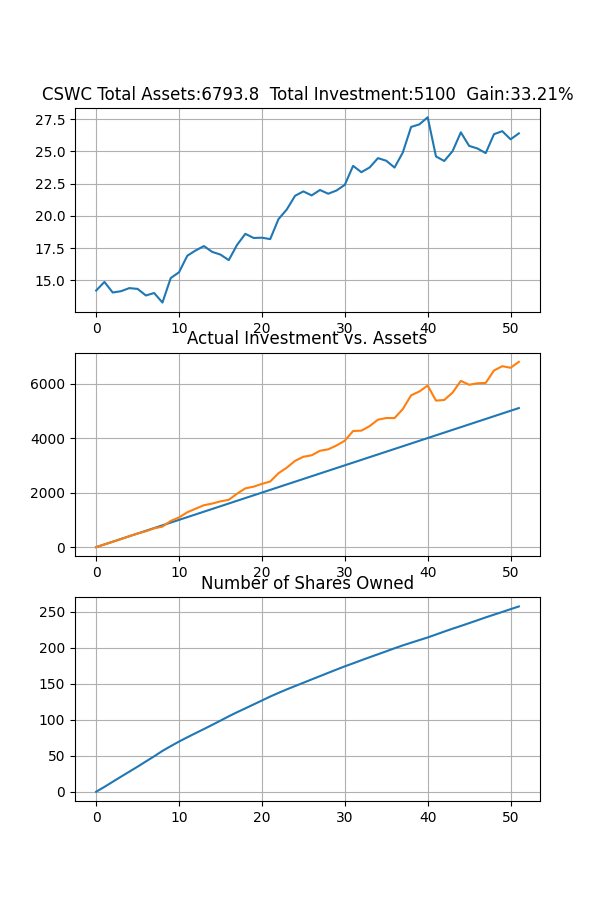 CSWC Total Assets:6793.8  Total Investment:5100  Gain:33.21%
27.5
25.0
22.5
20.0
17.5
15.0
0 10 20 30 40 50
Actual Investment vs. Assets
6000
4000
2000
0
0 10 20 30 40 50
Number of Shares Owned
250
200
150
100
50
0
0 10 20 30 40 50